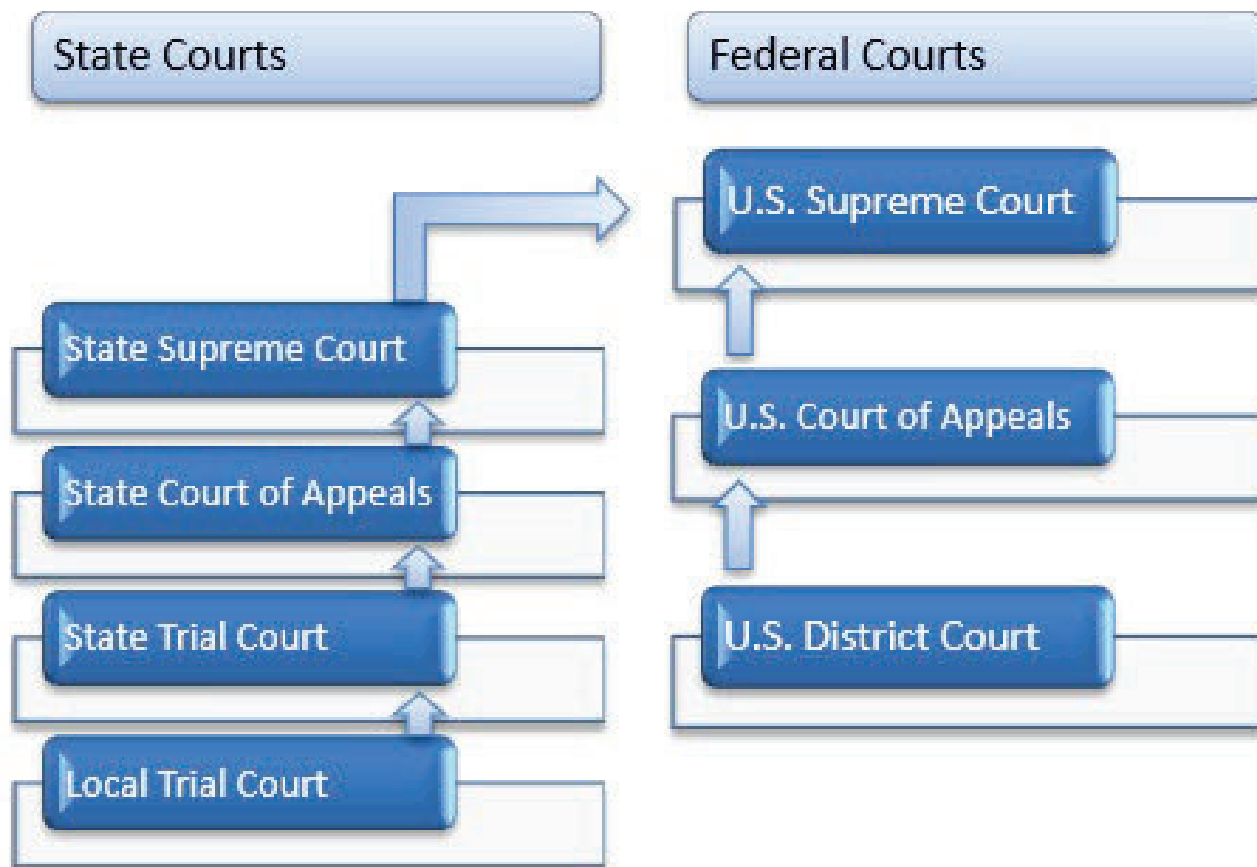 State Courts
State Supreme Court
State Court of Appeals
State Trial Court
Local Trial Court
Federal Courts
U.S. Supreme Court
U.S. Court of Appeals
U.S. District Court